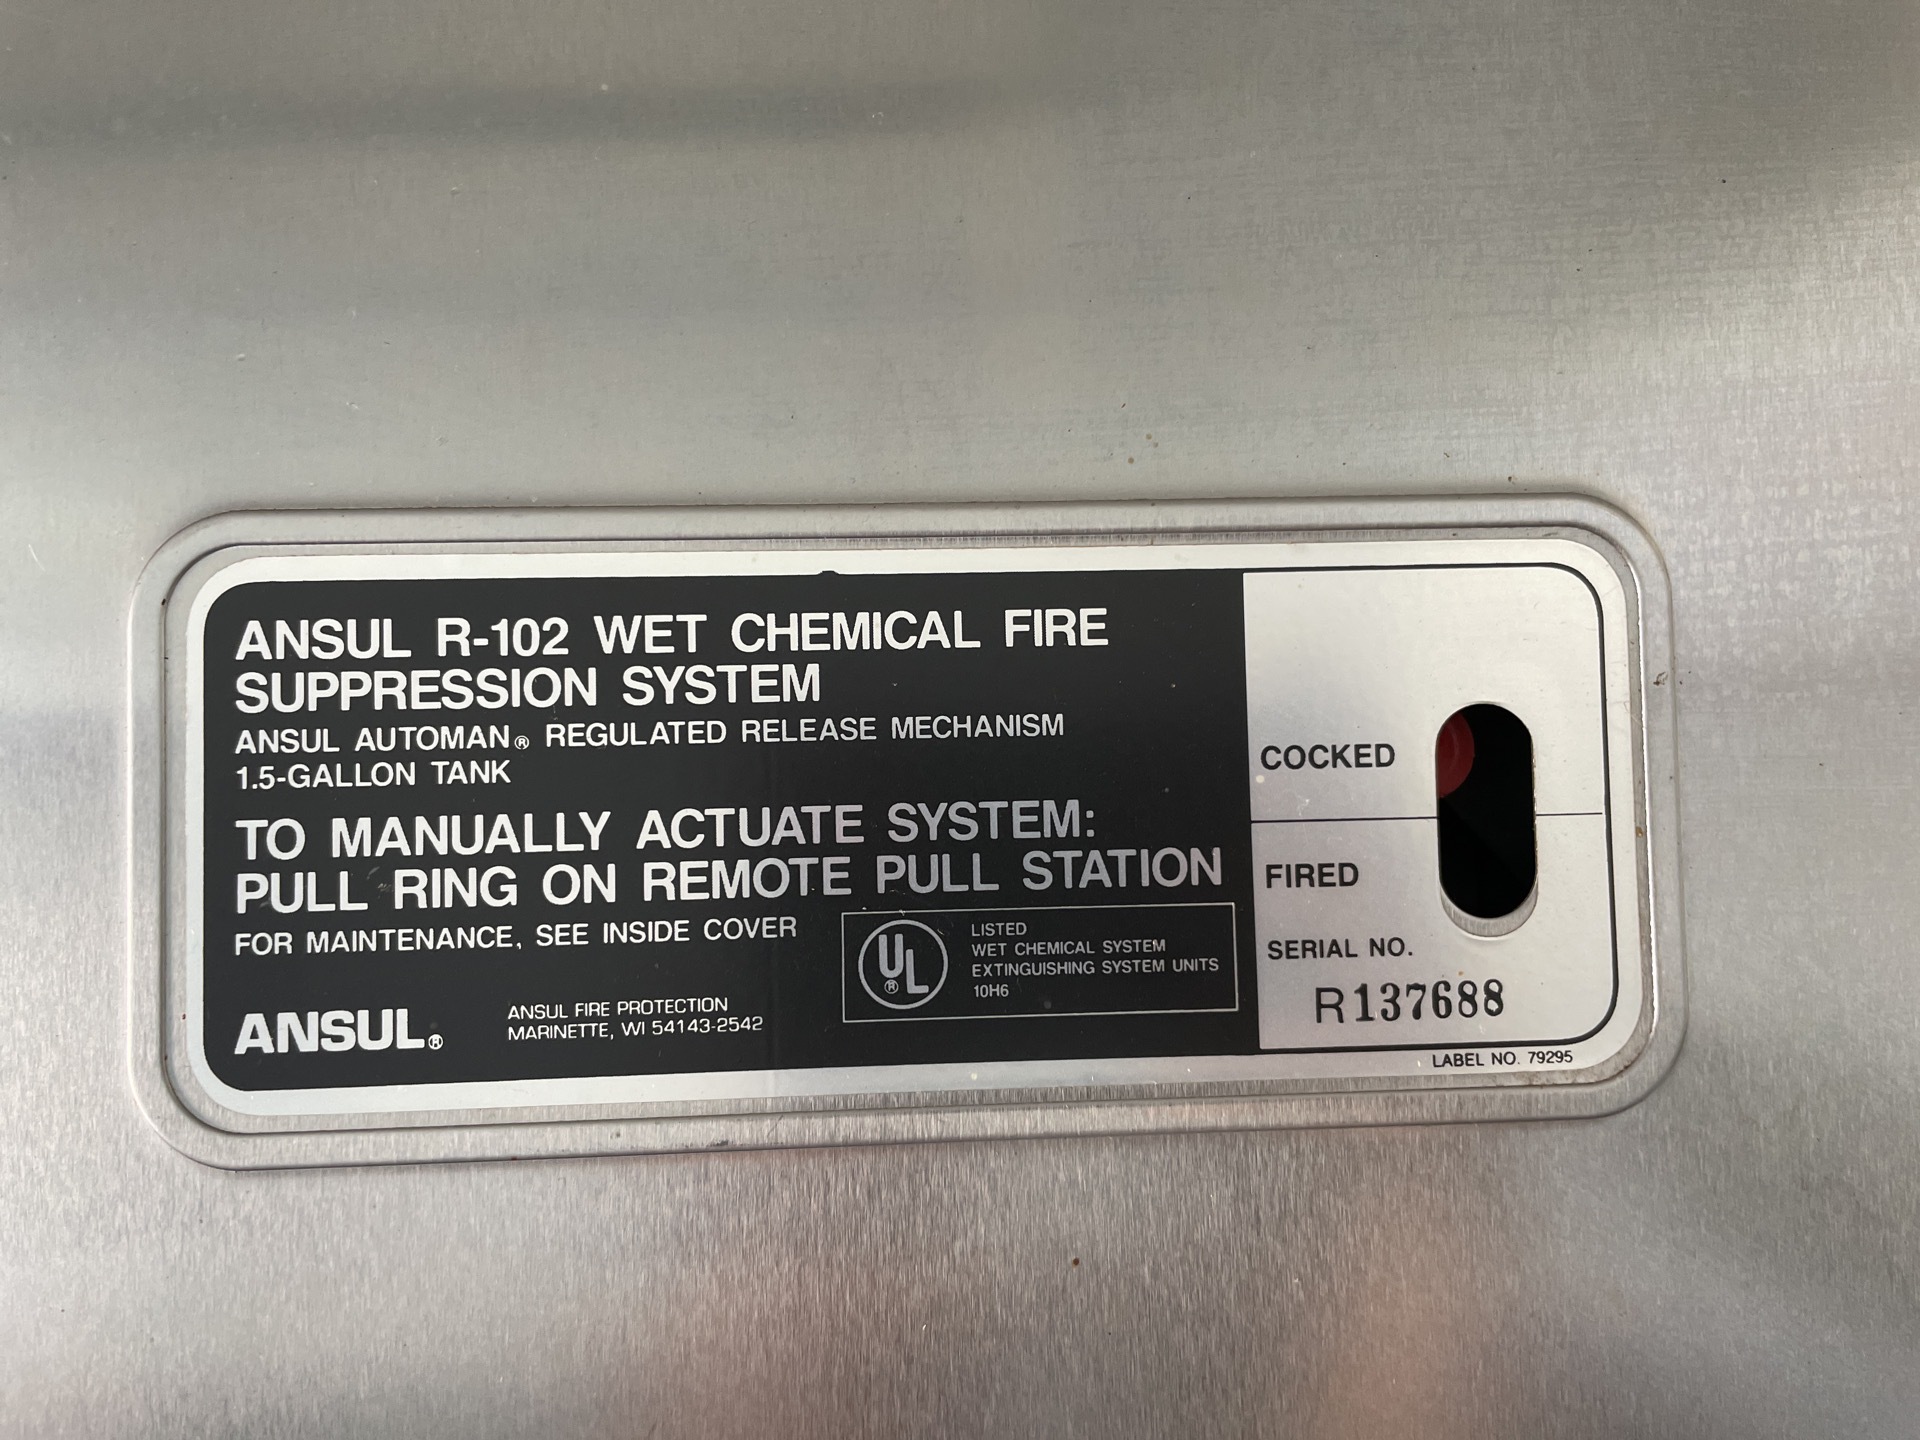 ANSUL R-102 WET CHEMICAL FIRE
SUPPRESSION SYSTEM
ANSUL AUTOMAN® REGULATED RELEASE MECHANISM
1.5-GALLON TANK
TO MANUALLY ACTUATE SYSTEM:
PULL RING ON REMOTE PULL STATION
FOR MAINTENANCE, SEE INSIDE COVER
UL®
LISTED
WET CHEMICAL SYSTEM
EXTINGUISHING SYSTEM UNITS
10H6
ANSUL®
ANSUL FIRE PROTECTION
MARINETTE, WI 54143-2542
COCKED
FIRED
SERIAL NO.
R137688
LABEL NO. 79295